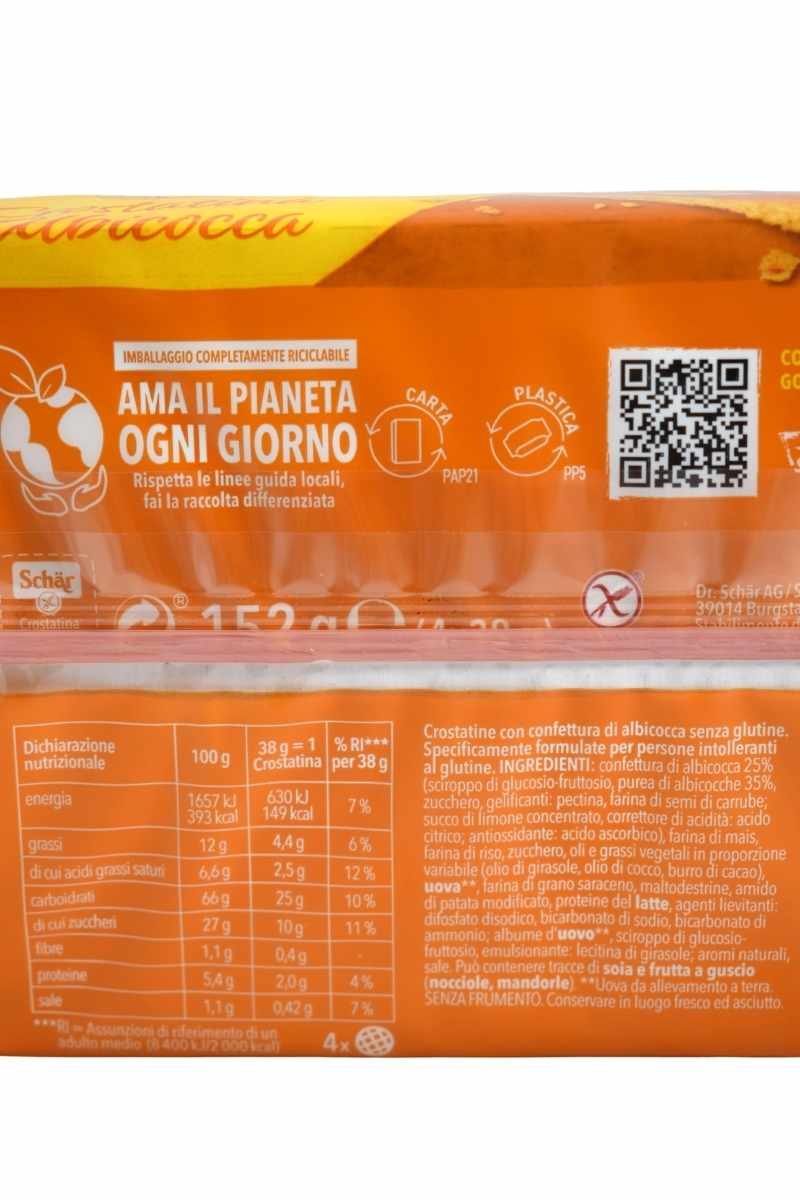 Crostatina
albicocca
IMBALLAGGIO COMPLETAMENTE RICICLABILE
AMA IL PIANETA
OGNI GIORNO
Rispetta le linee guida locali,
fai la raccolta differenziata
CARTA
PAP21
PLASTICA
PP5
CO
GO
Schär
Crostatina
®
152 g
Dr. Schär AG / S
39014 Burgsta
Stabilimento d
Dichiarazione nutrizionale 100 g 38 g = 1 Crostatina % RI*** per 38 g
energia 1657 kJ 393 kcal 630 kJ 149 kcal 7 %
grassi 12 g 4,4 g 6 %
di cui acidi grassi saturi 6,6 g 2,5 g 12 %
carboidrati 66 g 25 g 10 %
di cui zuccheri 27 g 10 g 11 %
fibre 1,1 g 0,4 g -
proteine 5,4 g 2,0 g 4 %
sale 1,1 g 0,42 g 7 %
***RI = Assunzioni di riferimento di un
adulto medio (8 400 kJ/2 000 kcal)
4x
Crostatine con confettura di albicocca senza glutine.
Specificamente formulate per persone intolleranti
al glutine. INGREDIENTI: confettura di albicocca 25%
(sciroppo di glucosio-fruttosio, purea di albicocche 35%,
zucchero, gelificanti: pectina, farina di semi di carrube;
succo di limone concentrato, correttore di acidità: acido
citrico; antiossidante: acido ascorbico), farina di mais,
farina di riso, zucchero, oli e grassi vegetali in proporzione
variabile (olio di girasole, olio di cocco, burro di cacao),
uova**, farina di grano saraceno, maltodestrine, amido
di patata modificato, proteine del latte, agenti lievitanti:
difosfato disodico, bicarbonato di sodio, bicarbonato di
ammonio; albume d'uovo**, sciroppo di glucosio-
fruttosio, emulsionante: lecitina di girasole; aromi naturali,
sale. Può contenere tracce di soia e frutta a guscio
(nocciole, mandorle). **Uova da allevamento a terra.
SENZA FRUMENTO. Conservare in luogo fresco ed asciutto.